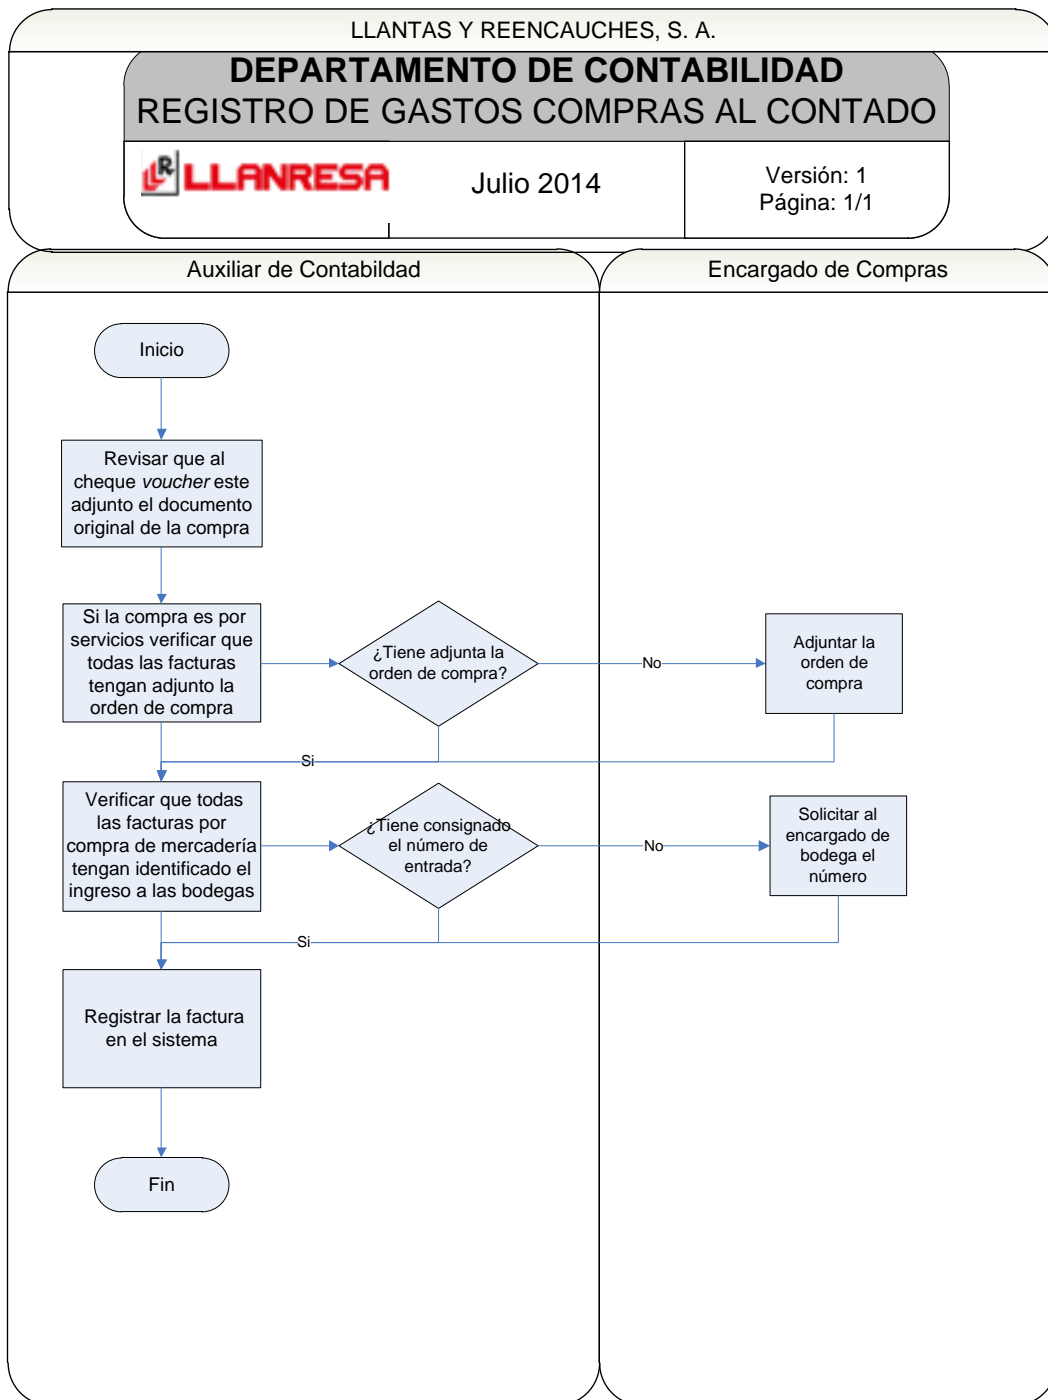 LLANTAS Y REENCAUCHES, S. A.
DEPARTAMENTO DE CONTABILIDAD
REGISTRO DE GASTOS COMPRAS AL CONTADO
LR LLANRESA
Julio 2014
Versión: 1
Página: 1/1
Auxiliar de Contabildad
Encargado de Compras
Inicio
Revisar que al
cheque voucher este
adjunto el documento
original de la compra
Si la compra es por
servicios verificar que
todas las facturas
tengan adjunto la
orden de compra
¿Tiene adjunta la
orden de compra?
No
Adjuntar la
orden de
compra
Si
Verificar que todas
las facturas por
compra de mercadería
tengan identificado el
ingreso a las bodegas
¿Tiene consignado
el número de
entrada?
No
Solicitar al
encargado de
bodega el
número
Si
Registrar la factura
en el sistema
Fin